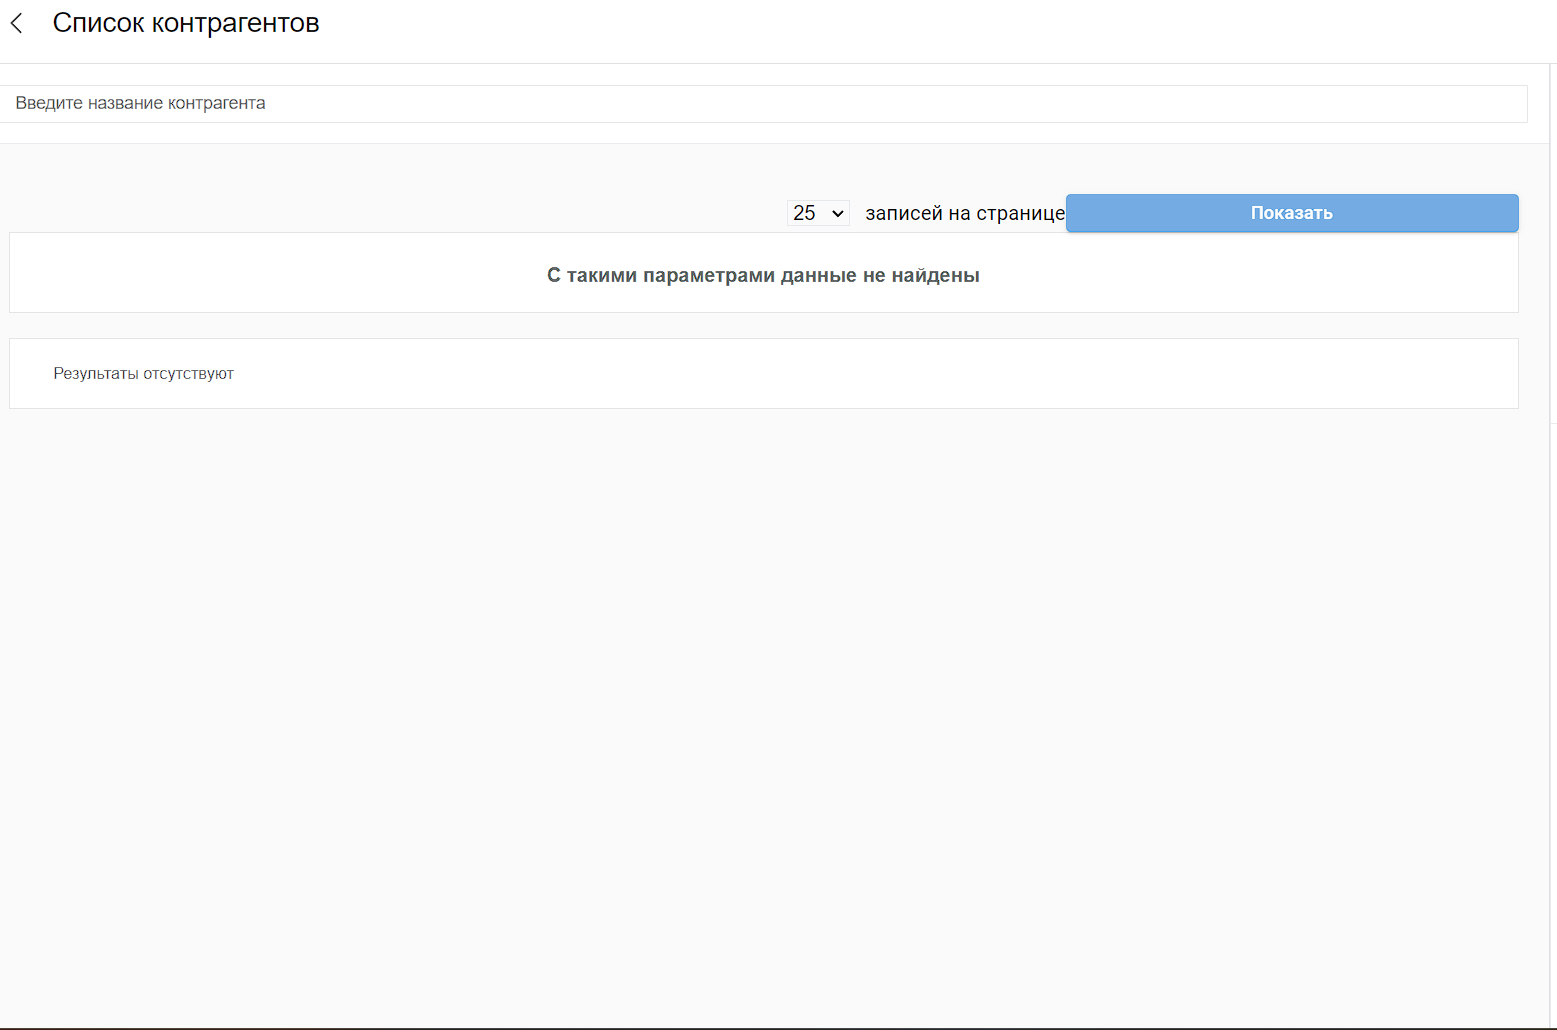 Список контрагентов
Введите название контрагента
25 записей на странице Показать
С такими параметрами данные не найдены
Результаты отсутствуют